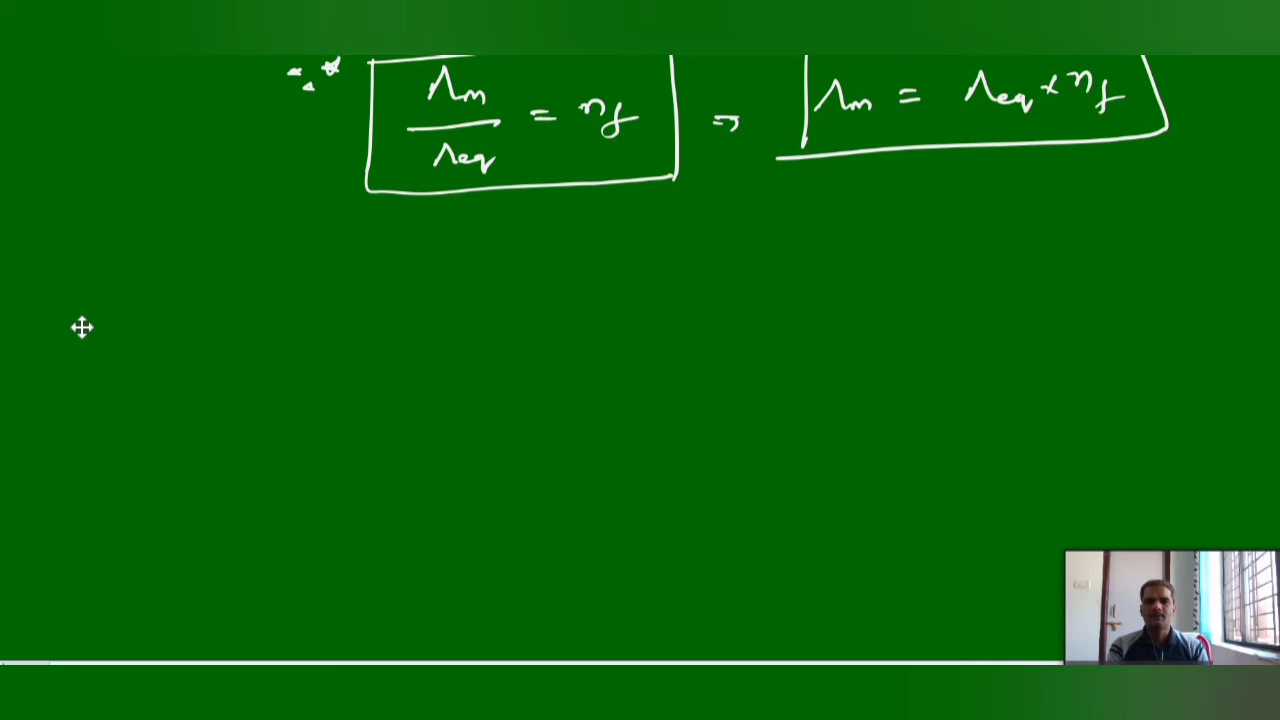 ∴ * Λm / Λeq = nf ⇒ Λm = Λeq × nf